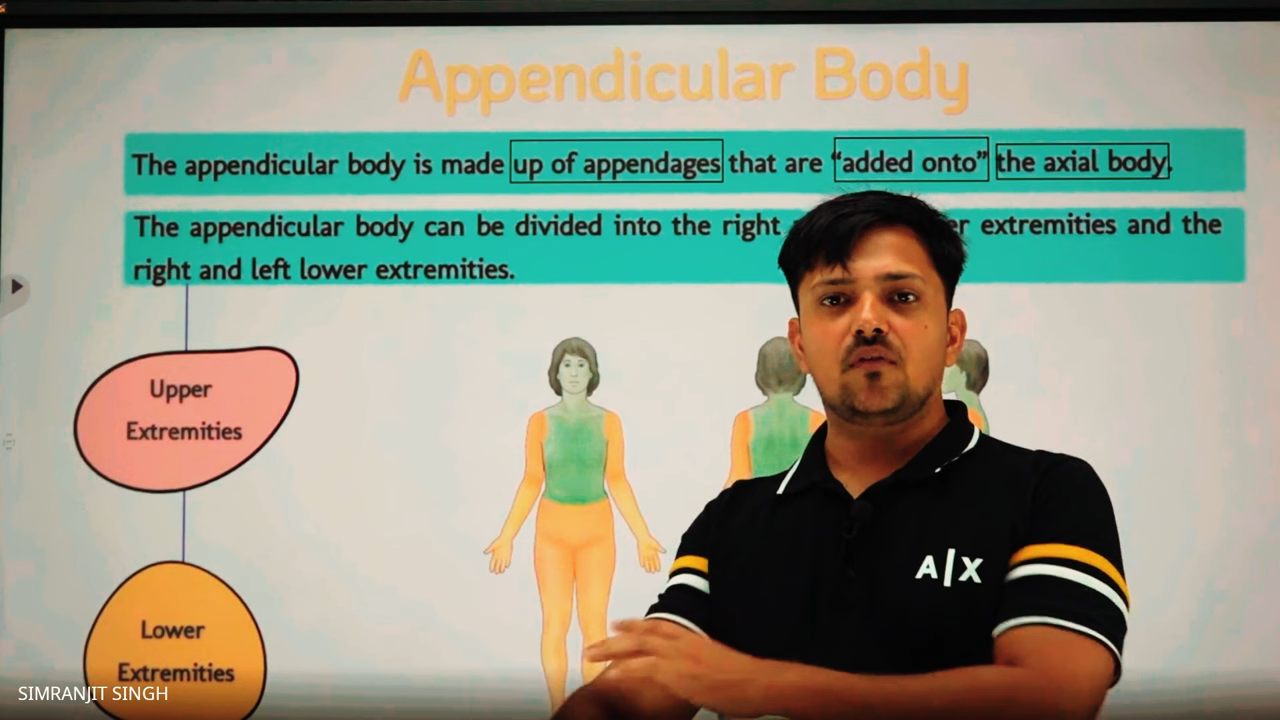 Appendicular Body
The appendicular body is made up of appendages that are “added onto” the axial body.
The appendicular body can be divided into the right er extremities and the
right and left lower extremities.
Upper
Extremities
Lower
Extremities
A|X
SIMRANJIT SINGH